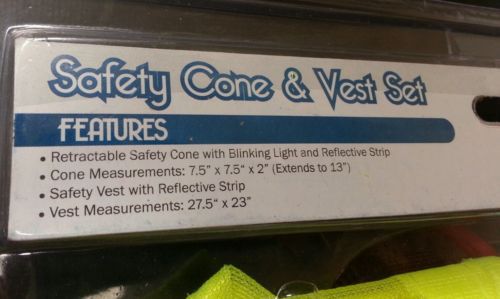 Safety Cone & Vest Set
FEATURES
• Retractable Safety Cone with Blinking Light and Reflective Strip
• Cone Measurements: 7.5" x 7.5" x 2" (Extends to 13")
• Safety Vest with Reflective Strip
• Vest Measurements: 27.5" x 23"